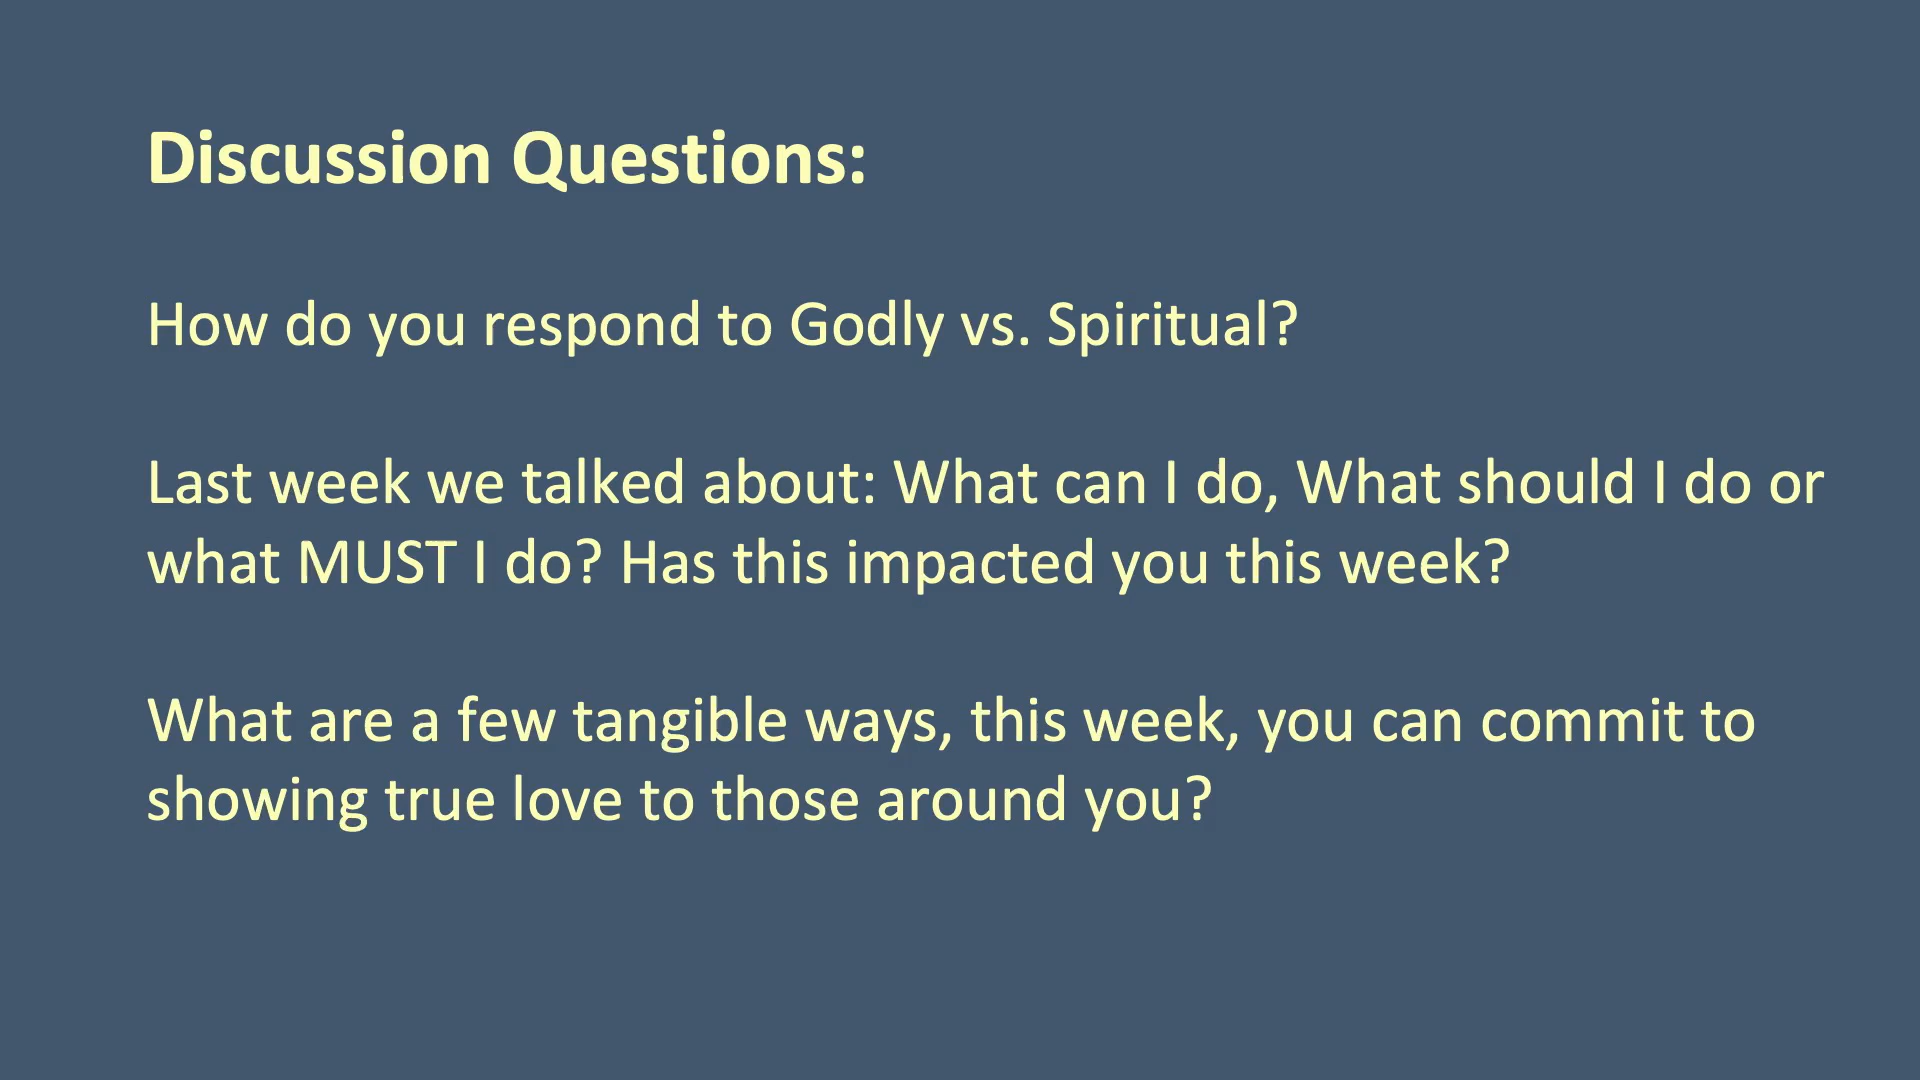 Discussion Questions:
How do you respond to Godly vs. Spiritual?
Last week we talked about: What can I do, What should I do or
what MUST I do? Has this impacted you this week?
What are a few tangible ways, this week, you can commit to
showing true love to those around you?